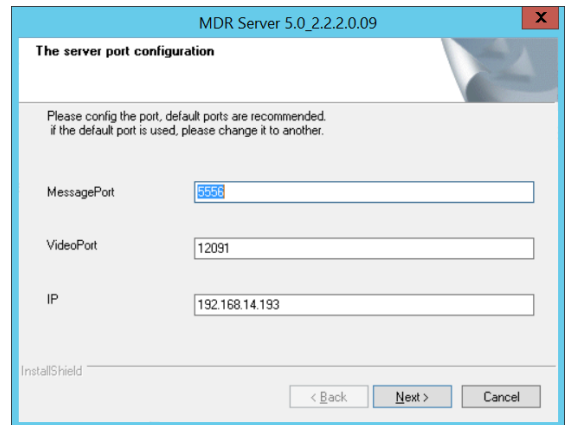 MDR Server 5.0_2.2.2.0.09
X
The server port configuration
Please config the port, default ports are recommended.
if the default port is used, please change it to another.
MessagePort 5556
VideoPort 12091
IP 192.168.14.193
InstallShield
< Back Next > Cancel